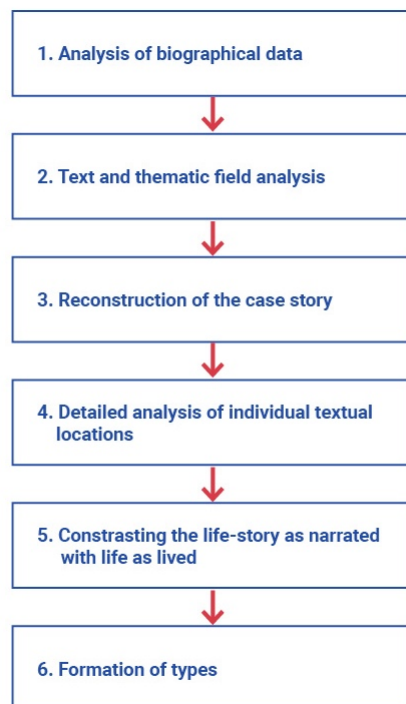 1. Analysis of biographical data
2. Text and thematic field analysis
3. Reconstruction of the case story
4. Detailed analysis of individual textual
locations
5. Constrasting the life-story as narrated
with life as lived
6. Formation of types